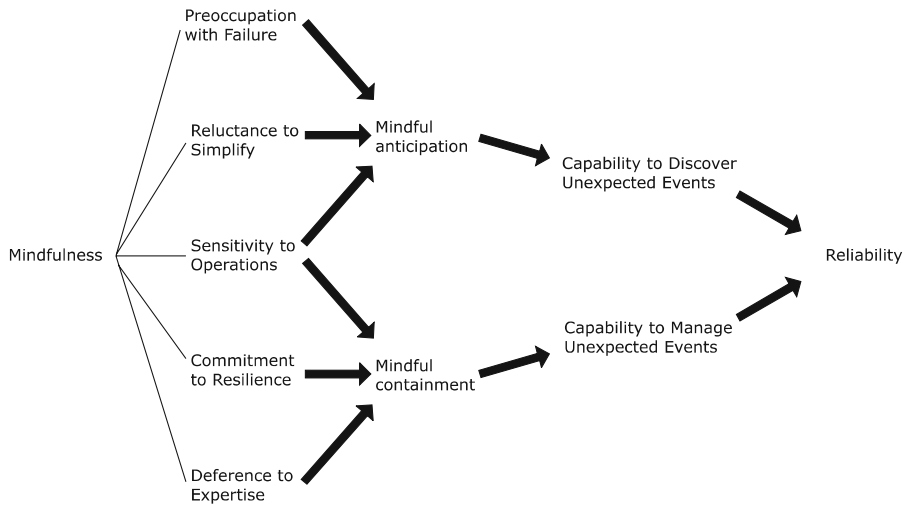 Preoccupation
with Failure
Reluctance to
Simplify
Mindful
anticipation
Capability to Discover
Unexpected Events
Mindfulness
Sensitivity to
Operations
Reliability
Capability to Manage
Unexpected Events
Commitment
to Resilience
Mindful
containment
Deference to
Expertise